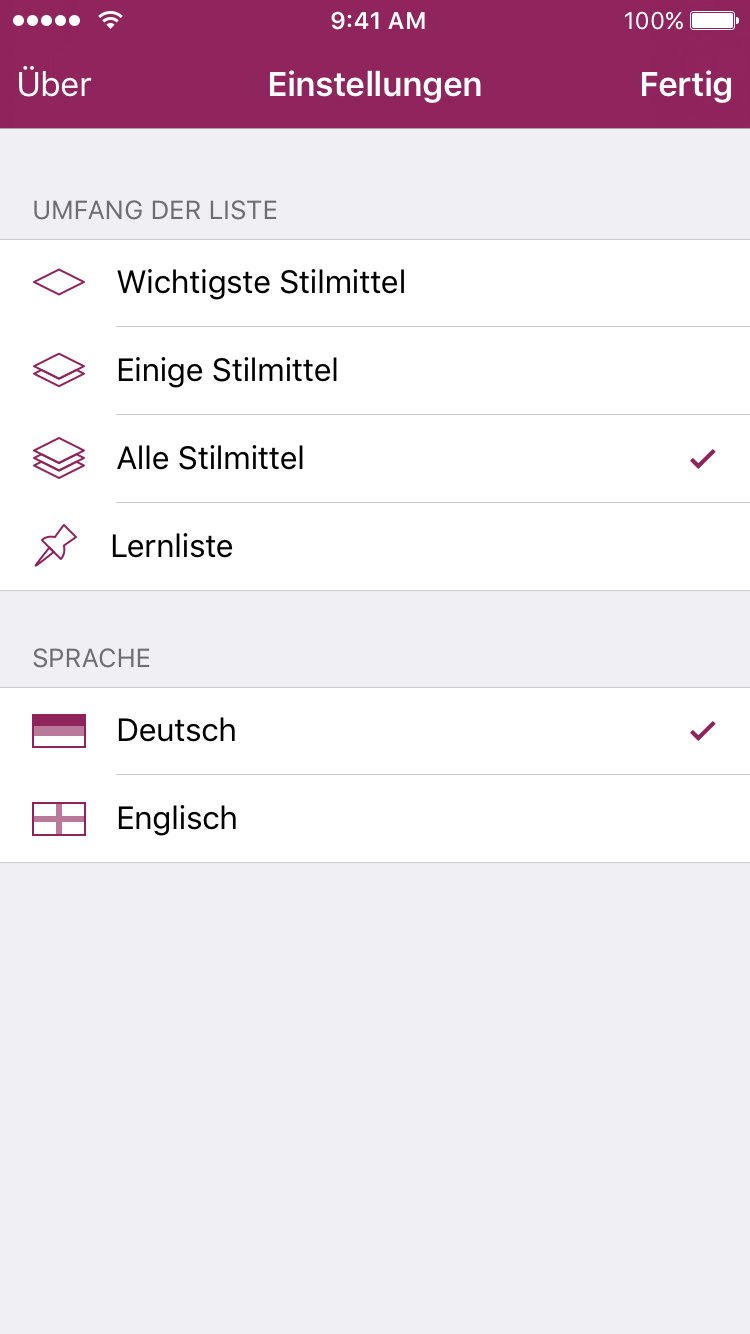 9:41 AM
100%
Über
Einstellungen
Fertig
UMFANG DER LISTE
Wichtigste Stilmittel
Einige Stilmittel
Alle Stilmittel
Lernliste
SPRACHE
Deutsch
Englisch